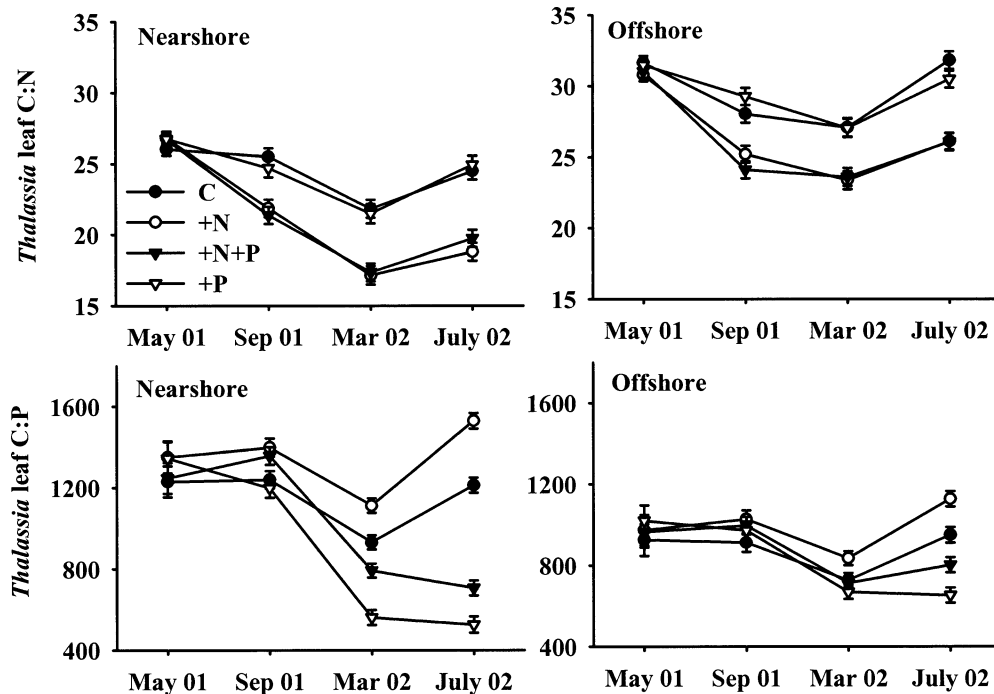 35
Nearshore
30
25
20
15
Thalassia leaf C:N
C
+N
+N+P
+P
May 01 Sep 01 Mar 02 July 02
35
Offshore
30
25
20
15
May 01 Sep 01 Mar 02 July 02
Nearshore
1600
1200
800
400
Thalassia leaf C:P
May 01 Sep 01 Mar 02 July 02
Offshore
1600
1200
800
400
May 01 Sep 01 Mar 02 July 02